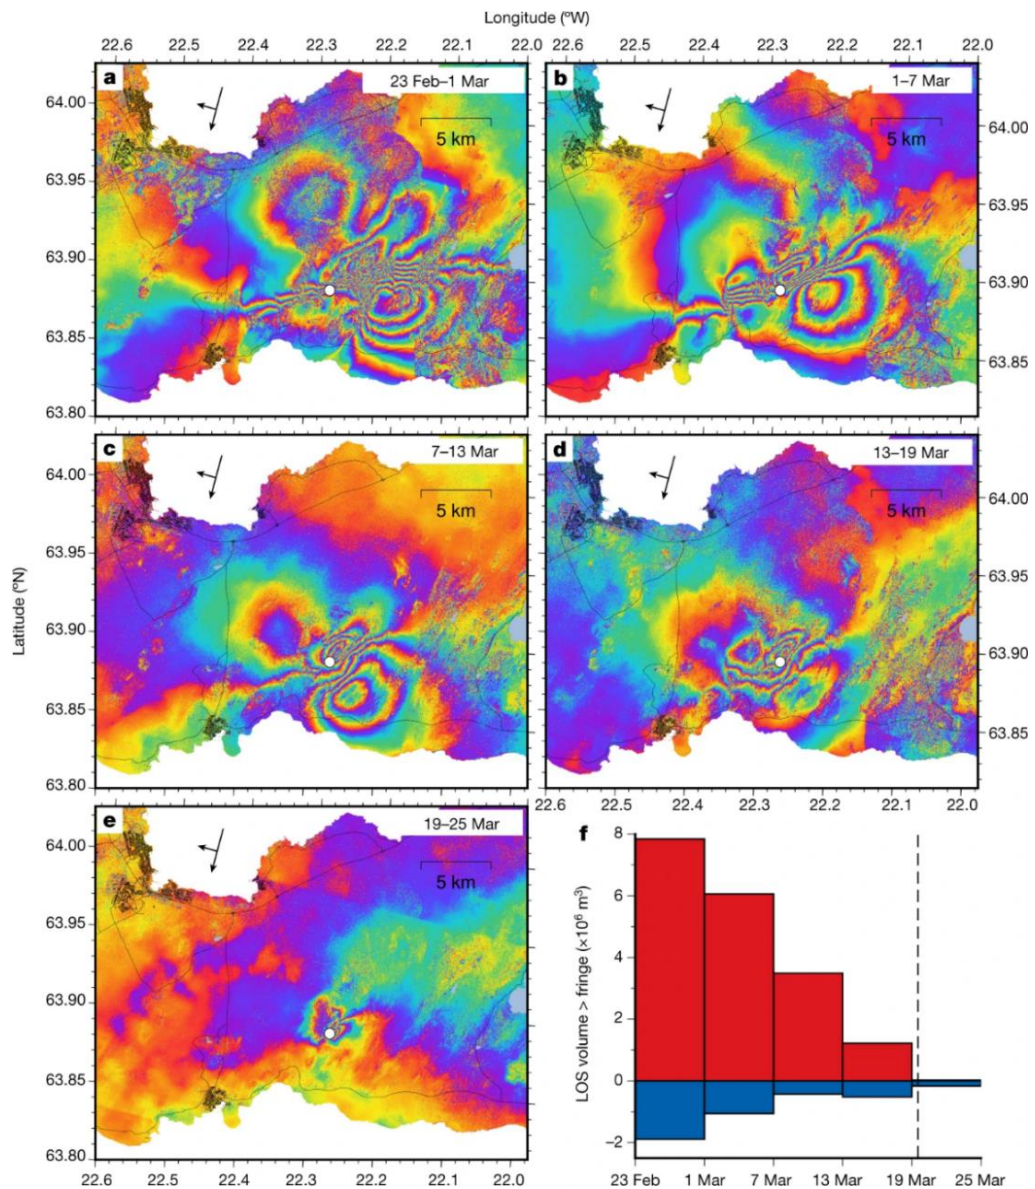 Longitude (ºW)
22.6 22.5 22.4 22.3 22.2 22.1 22.0
22.6 22.5 22.4 22.3 22.2 22.1 22.0
a
23 Feb–1 Mar
5 km
64.00
63.95
63.90
63.85
63.80
b
1–7 Mar
5 km
64.00
63.95
63.90
63.85
c
7–13 Mar
5 km
64.00
63.95
63.90
63.85
63.80
d
13–19 Mar
5 km
64.00
63.95
63.90
63.85
22.6 22.5 22.4 22.3 22.2 22.1 22.0
Latitude (ºN)
e
19–25 Mar
5 km
64.00
63.95
63.90
63.85
63.80
22.6 22.5 22.4 22.3 22.2 22.1 22.0
f
LOS volume > fringe (×10⁶ m³)
8
6
4
2
0
–2
23 Feb 1 Mar 7 Mar 13 Mar 19 Mar 25 Mar